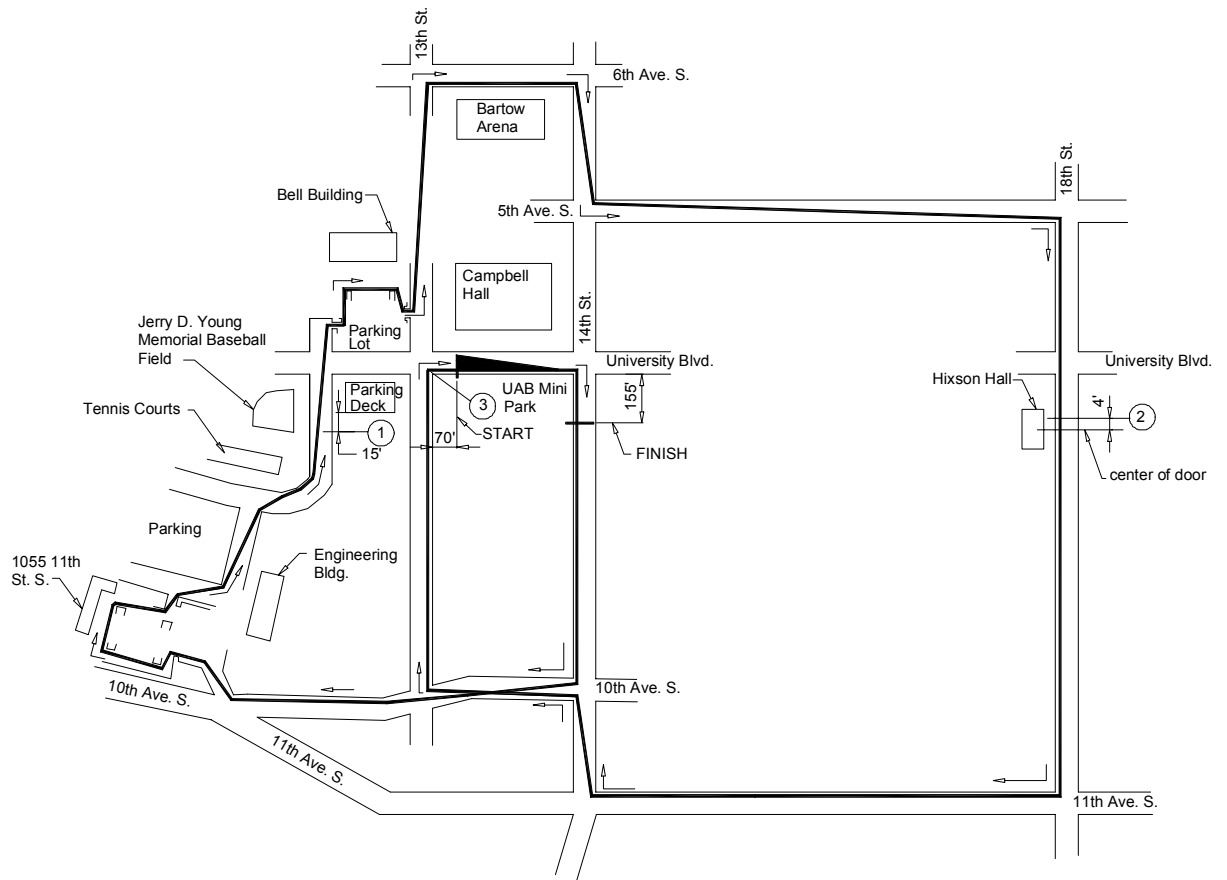 13th St.
6th Ave. S.
Bartow
Arena
18th St.
Bell Building
5th Ave. S.
Campbell
Hall
14th St.
Jerry D. Young
Memorial Baseball
Field
Parking
Lot
University Blvd.
University Blvd.
Hixson Hall
Tennis Courts
Parking
Deck
UAB Mini
Park
155'
4'
1
3
2
70'
START
15'
FINISH
center of door
Parking
1055 11th
St. S.
Engineering
Bldg.
10th Ave. S.
10th Ave. S.
11th Ave. S.
11th Ave. S.